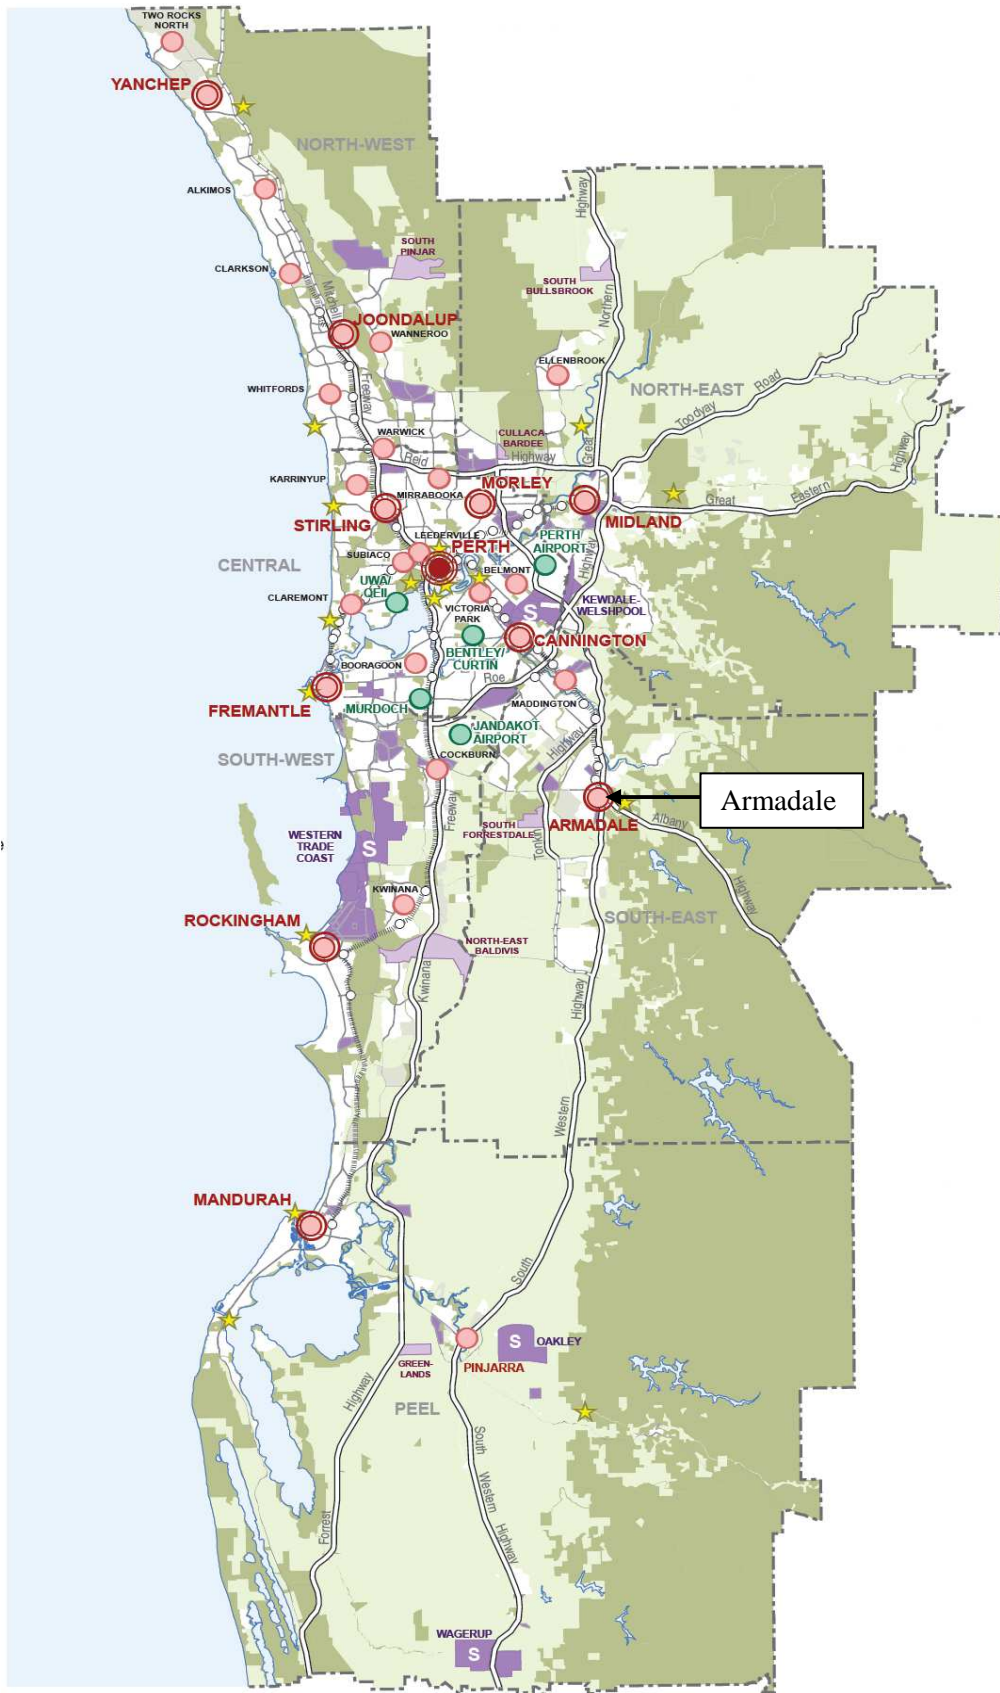 TWO ROCKS
NORTH
YANCHEP
NORTH-WEST
ALKIMOS
SOUTH
PINJAR
CLARKSON
Mitchell
Freeway
JOONDALUP
WANNEROO
WHITFORDS
Highway
SOUTH
BULLSBROOK
Northern
Great
ELLENBROOK
NORTH-EAST
Toodyay
Road
WARWICK
CULLACA-
BARDEE
Reid
Highway
Highway
KARRINYUP
MIRRABOOKA
MORLEY
STIRLING
MIDLAND
Great
Eastern
LEEDERVILLE
PERTH
PERTH
AIRPORT
SUBIACO
CENTRAL
BELMONT
Highway
UWA/
QEII
CLAREMONT
VICTORIA
PARK
S
KEWDALE-
WELSHPOOL
CANNINGTON
BENTLEY/
CURTIN
BOORAGOON
Roe
FREMANTLE
MURDOCH
MADDINGTON
JANDAKOT
AIRPORT
Highway
SOUTH-WEST
COCKBURN
Armadale
ARMADALE
Albany
Highway
SOUTH
FORRESTDALE
Tonkin
Freeway
WESTERN
TRADE
COAST
S
KWINANA
ROCKINGHAM
SOUTH-EAST
NORTH-EAST
BALDIVIS
Kwinana
Highway
Western
South
MANDURAH
S
OAKLEY
PINJARRA
GREEN-
LANDS
Highway
PEEL
South
Western
Highway
Forrest
WAGERUP
S